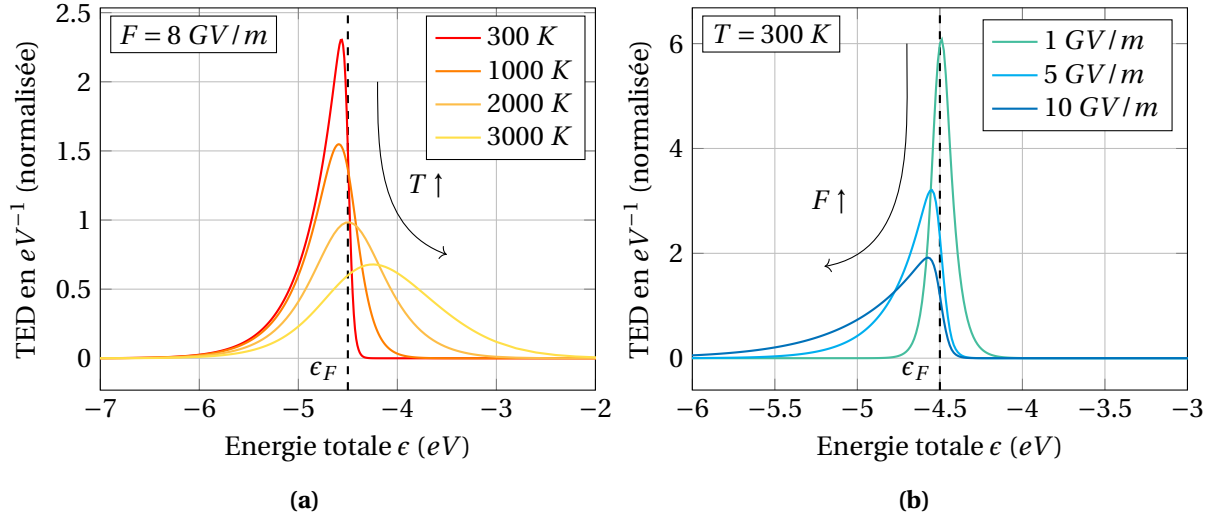 F = 8 GV/m
300 K
1000 K
2000 K
3000 K
T ↑
ϵF
2.5
2
1.5
1
0.5
0
−7
−6
−5
−4
−3
−2
TED en eV−1 (normalisée)
Energie totale ϵ (eV)
(a)
T = 300 K
1 GV/m
5 GV/m
10 GV/m
F ↑
ϵF
6
4
2
0
−6
−5.5
−5
−4.5
−4
−3.5
−3
TED en eV−1 (normalisée)
Energie totale ϵ (eV)
(b)